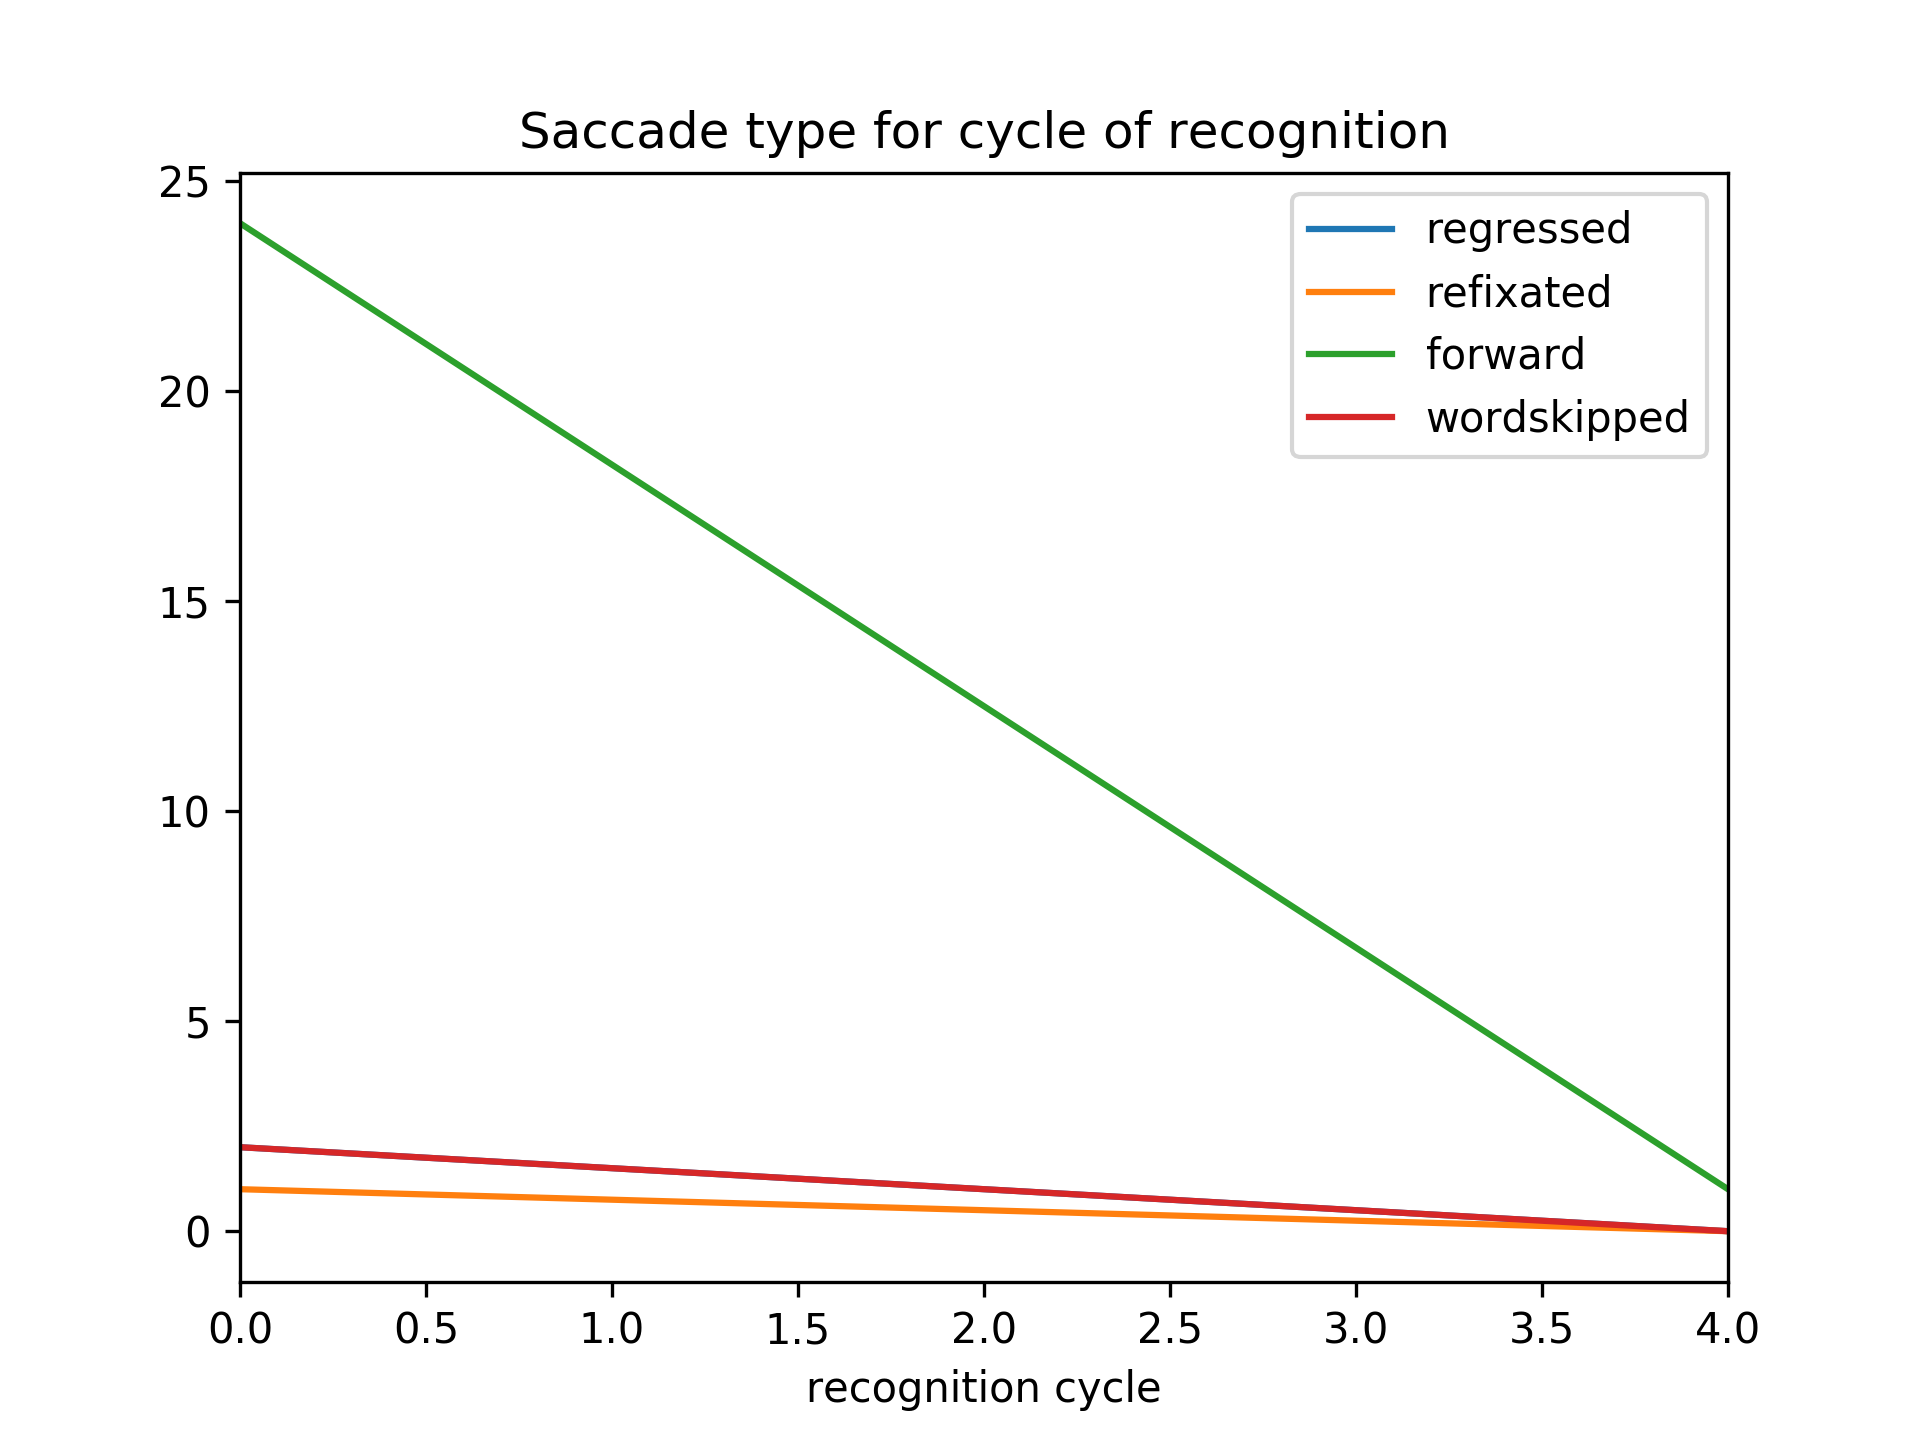 Saccade type for cycle of recognition
25
20
15
10
5
0
regressed
refixated
forward
wordskipped
0.0 0.5 1.0 1.5 2.0 2.5 3.0 3.5 4.0
recognition cycle